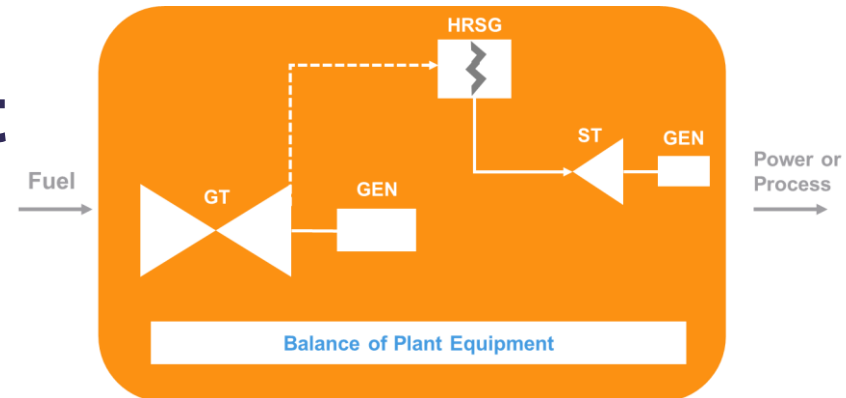 HRSG
ST
GEN
Power or
Process
Fuel
GT
GEN
Balance of Plant Equipment